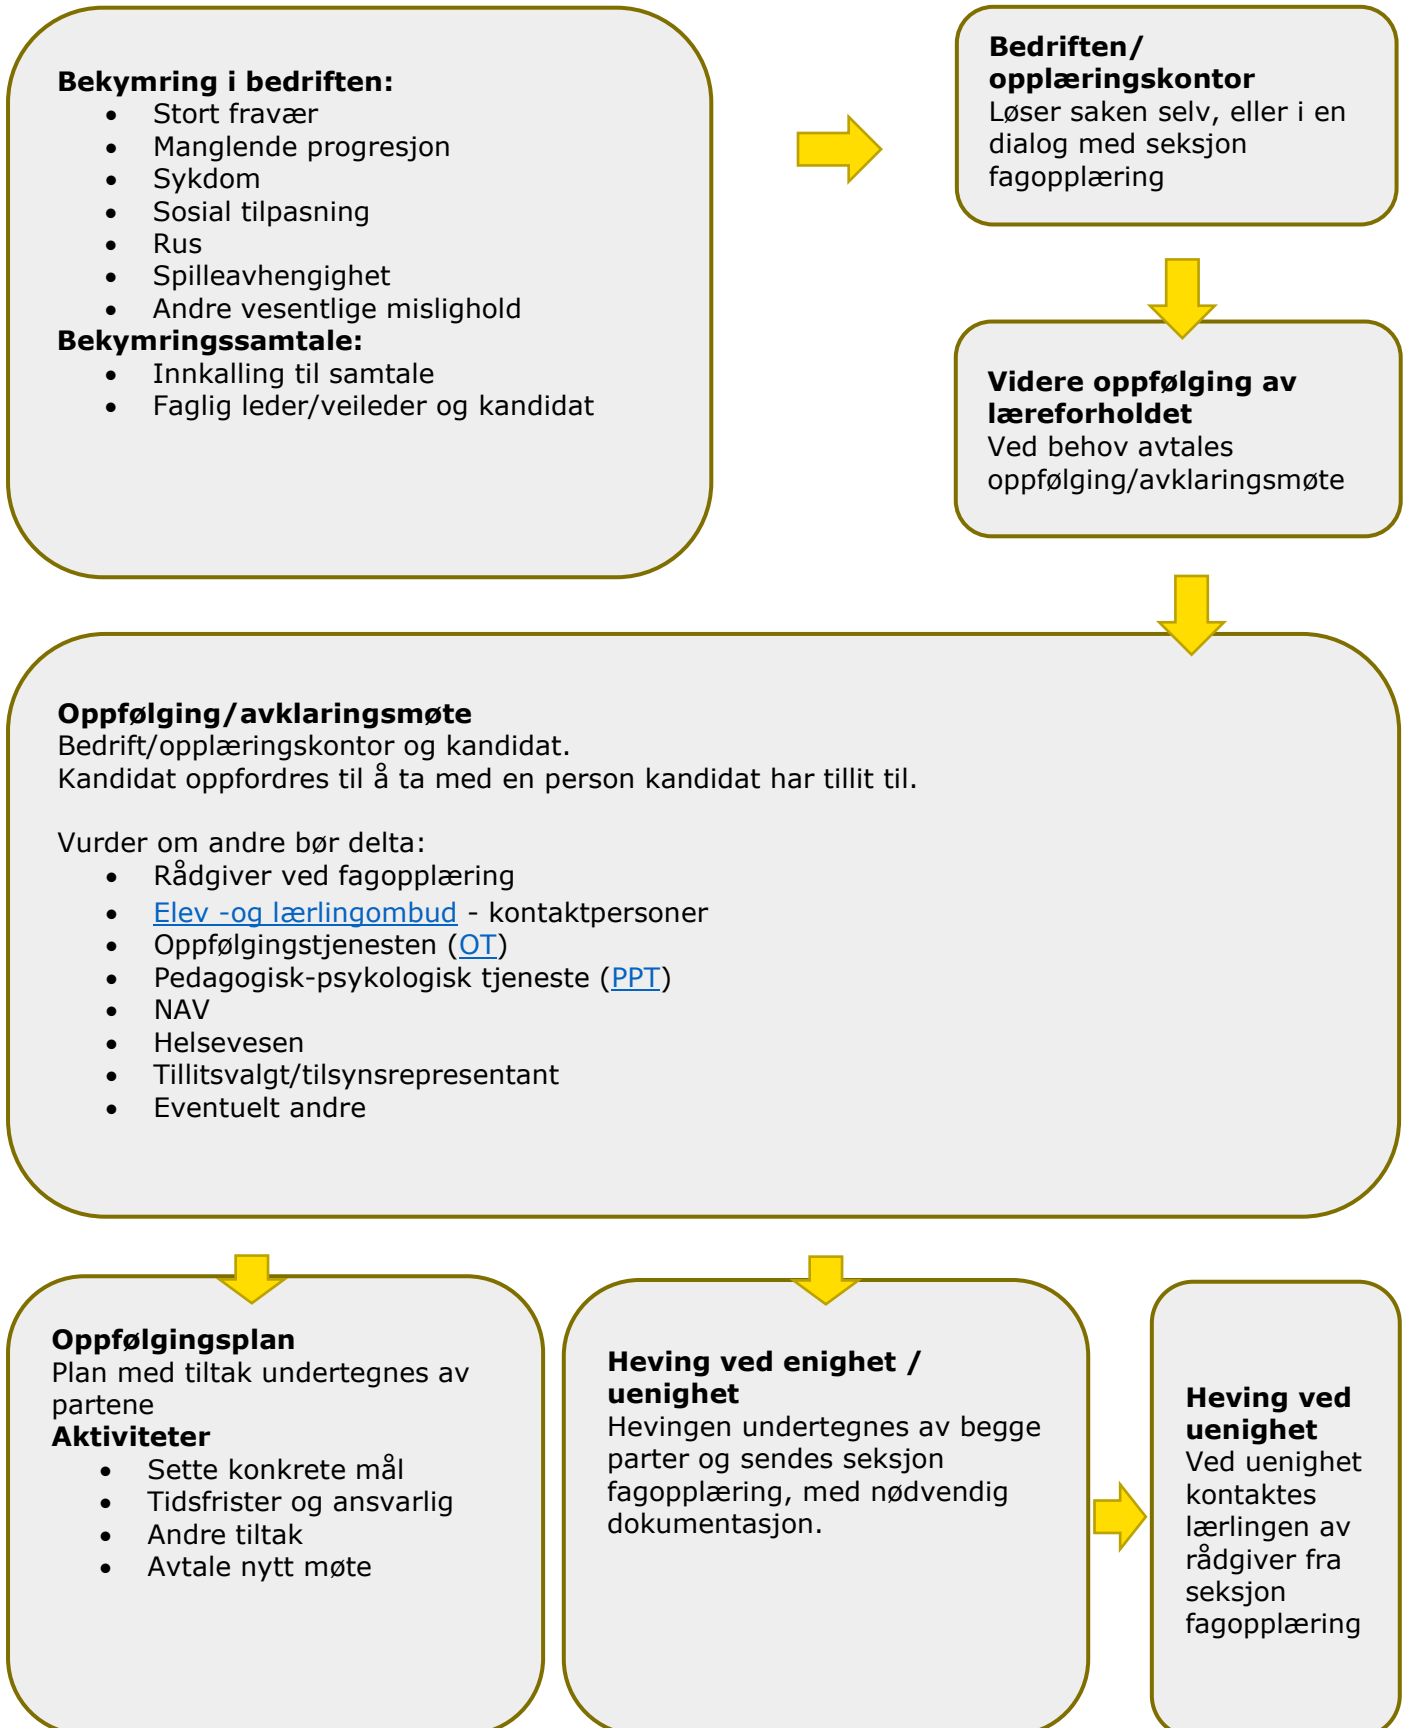 Bekymring i bedriften:
• Stort fravær
• Manglende progresjon
• Sykdom
• Sosial tilpasning
• Rus
• Spilleavhengighet
• Andre vesentlige mislighold
Bekymringssamtale:
• Innkalling til samtale
• Faglig leder/veileder og kandidat
Bedriften/
opplæringskontor
Løser saken selv, eller i en
dialog med seksjon
fagopplæring
Videre oppfølging av
læreforholdet
Ved behov avtales
oppfølging/avklaringsmøte
Oppfølging/avklaringsmøte
Bedrift/opplæringskontor og kandidat.
Kandidat oppfordres til å ta med en person kandidat har tillit til.
Vurder om andre bør delta:
• Rådgiver ved fagopplæring
• Elev -og lærlingombud - kontaktpersoner
• Oppfølgingstjenesten (OT)
• Pedagogisk-psykologisk tjeneste (PPT)
• NAV
• Helsevesen
• Tillitsvalgt/tilsynsrepresentant
• Eventuelt andre
Oppfølgingsplan
Plan med tiltak undertegnes av
partene
Aktiviteter
• Sette konkrete mål
• Tidsfrister og ansvarlig
• Andre tiltak
• Avtale nytt møte
Heving ved enighet /
uenighet
Hevingen undertegnes av begge
parter og sendes seksjon
fagopplæring, med nødvendig
dokumentasjon.
Heving ved
uenighet
Ved uenighet
kontaktes
lærlingen av
rådgiver fra
seksjon
fagopplæring